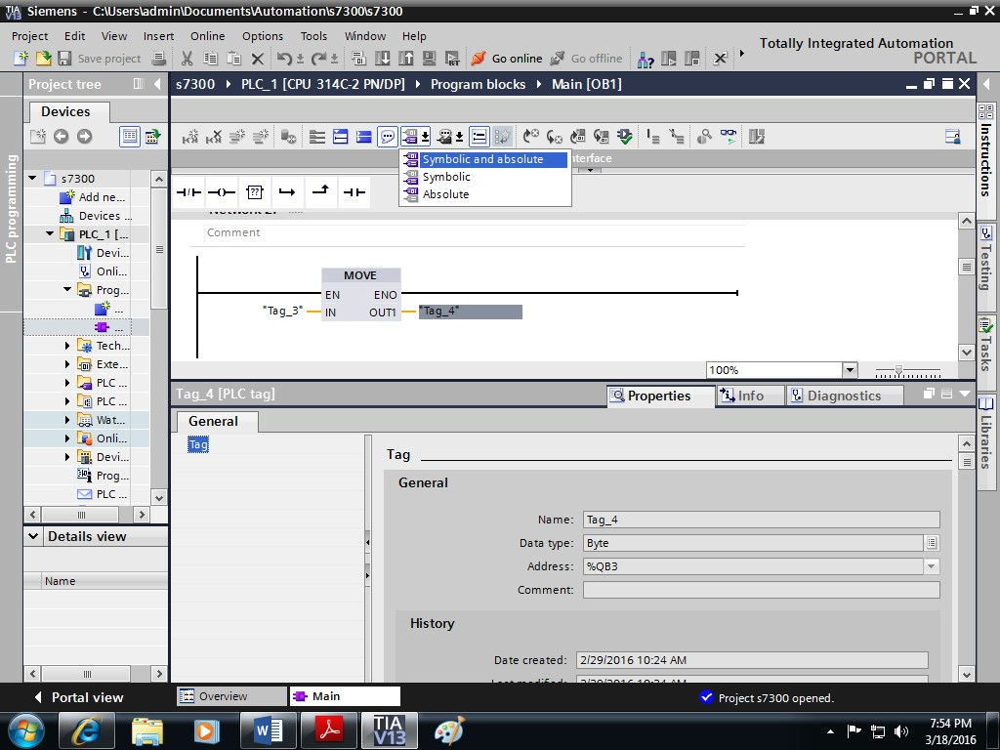 TIA V13 Siemens - C:\Users\admin\Documents\Automation\s7300\s7300
Project Edit View Insert Online Options Tools Window Help
Save project Go online Go offline
Totally Integrated Automation
PORTAL
Project tree
s7300 PLC_1 [CPU 314C-2 PN/DP] Program blocks Main [OB1]
Devices
PLC programming
s7300
Add ne...
Devices ...
PLC_1 [...
Devi...
Onli...
Prog...
...
...
Tech...
Exte...
PLC ...
PLC ...
Wat...
Onli...
Devi...
Prog...
PLC ...
Details view
Name
Symbolic and absolute
Symbolic
Absolute
nterface
??
Network 2:
Comment
MOVE
EN ENO
"Tag_3" IN OUT1 "Tag_4"
100%
Tag_4 [PLC tag]
Properties Info Diagnostics
General
Tag
Tag
General
Name: Tag_4
Data type: Byte
Address: %QB3
Comment:
History
Date created: 2/29/2016 10:24 AM
Last modified: 2/29/2016 10:24 AM
Instructions
Testing
Tasks
Libraries
Portal view
Overview
Main
Project s7300 opened.
TIA V13
7:54 PM
3/18/2016